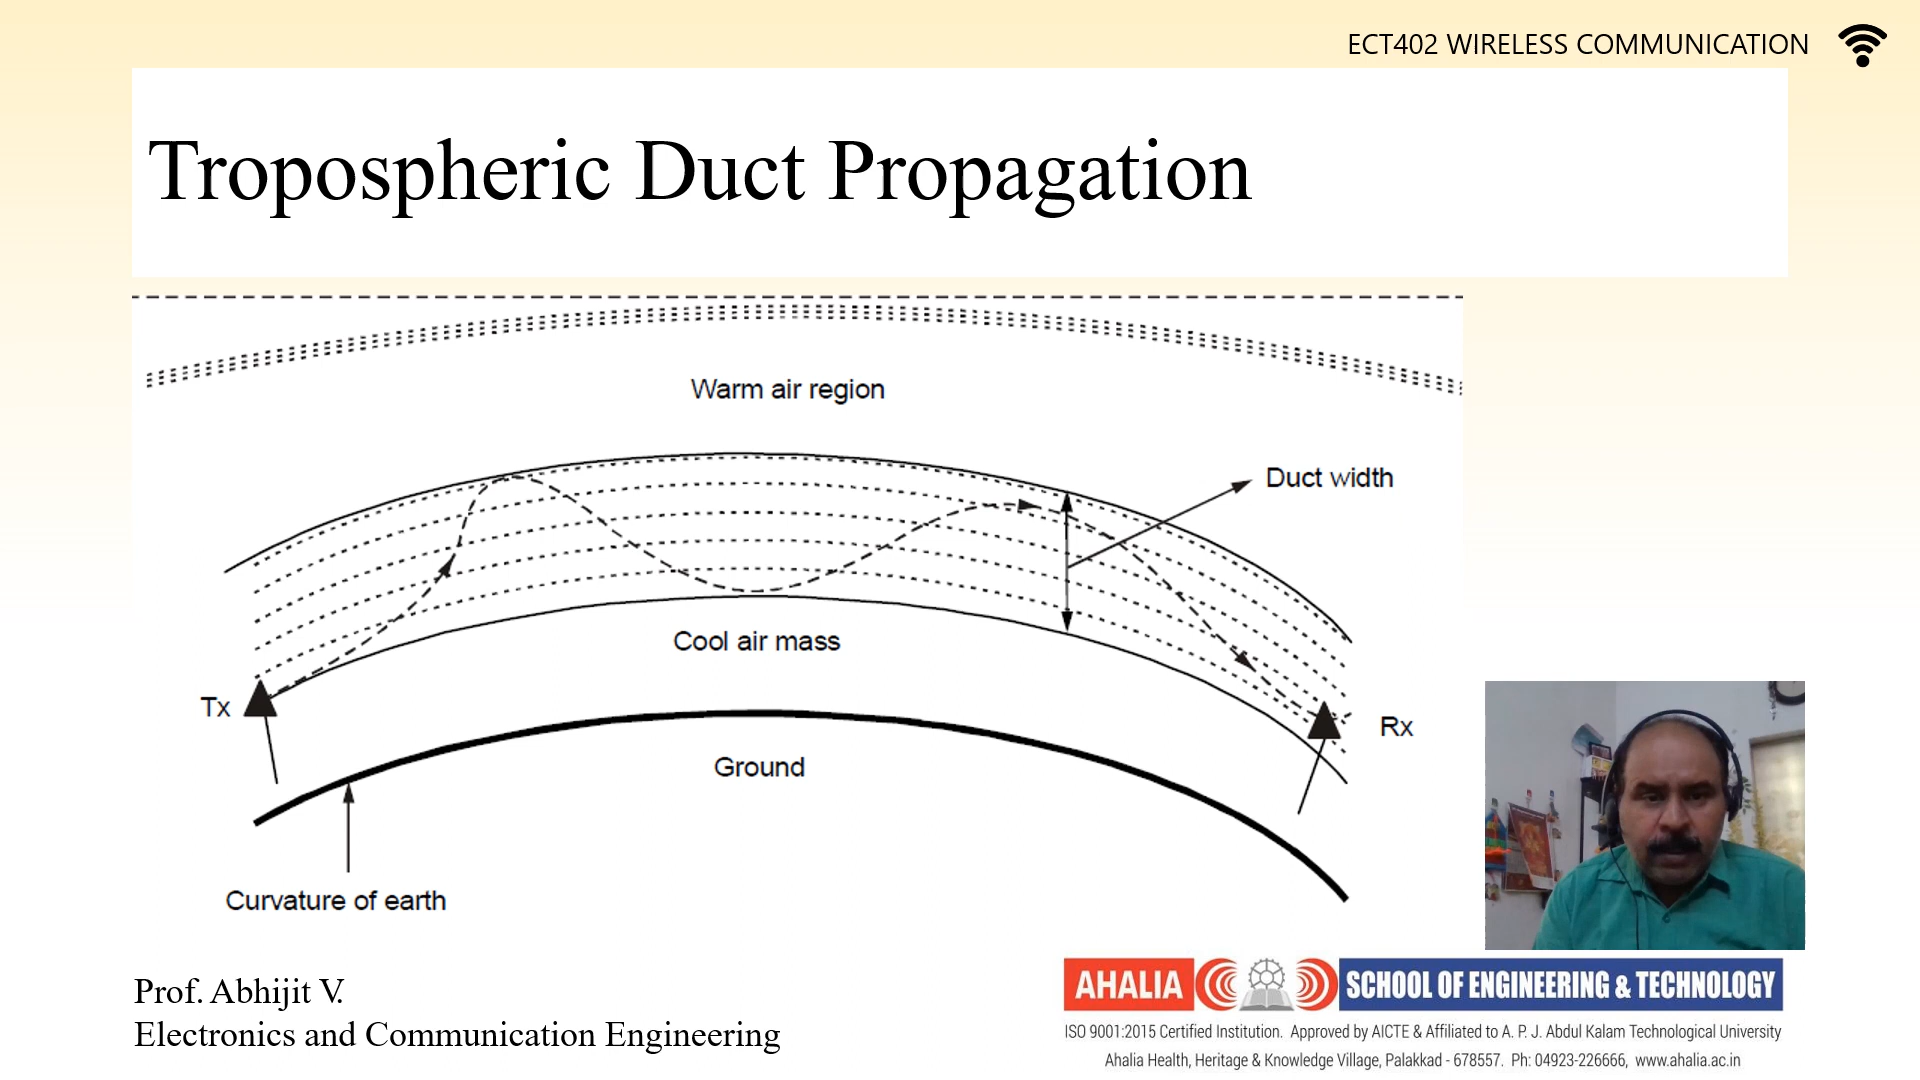 ECT402 WIRELESS COMMUNICATION
Tropospheric Duct Propagation
Warm air region
Duct width
Cool air mass
Tx
Rx
Ground
Curvature of earth
Prof. Abhijit V.
Electronics and Communication Engineering
AHALIA SCHOOL OF ENGINEERING & TECHNOLOGY
ISO 9001:2015 Certified Institution. Approved by AICTE & Affiliated to A. P. J. Abdul Kalam Technological University
Ahalia Health, Heritage & Knowledge Village, Palakkad - 678557. Ph: 04923-226666, www.ahalia.ac.in